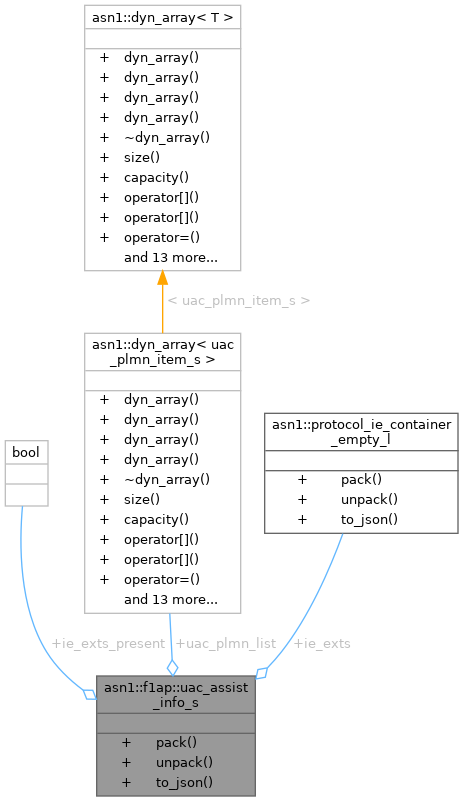 asn1::dyn_array< T >
+ dyn_array()
+ dyn_array()
+ dyn_array()
+ dyn_array()
+ ~dyn_array()
+ size()
+ capacity()
+ operator[]()
+ operator[]()
+ operator=()
and 13 more...
< uac_plmn_item_s >
asn1::dyn_array< uac
_plmn_item_s >
+ dyn_array()
+ dyn_array()
+ dyn_array()
+ dyn_array()
+ ~dyn_array()
+ size()
+ capacity()
+ operator[]()
+ operator[]()
+ operator=()
and 13 more...
bool
asn1::protocol_ie_container
_empty_l
+ pack()
+ unpack()
+ to_json()
+ie_exts_present
+uac_plmn_list
+ie_exts
asn1::f1ap::uac_assist
_info_s
+ pack()
+ unpack()
+ to_json()